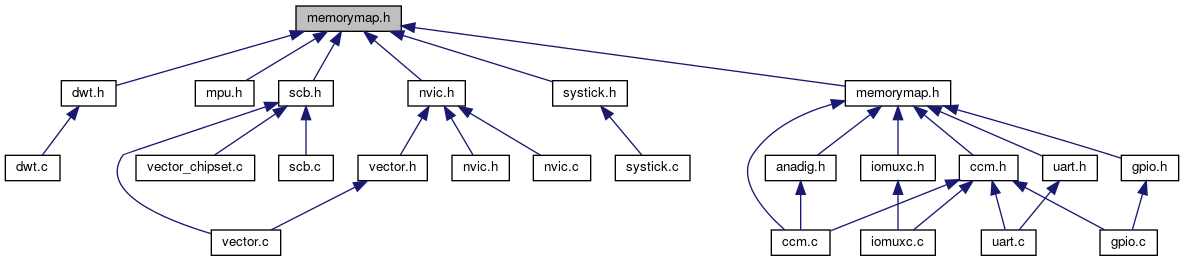 memorymap.h
dwt.h
mpu.h
scb.h
nvic.h
systick.h
memorymap.h
dwt.c
vector_chipset.c
scb.c
vector.h
nvic.h
nvic.c
systick.c
anadig.h
iomuxc.h
ccm.h
uart.h
gpio.h
vector.c
ccm.c
iomuxc.c
uart.c
gpio.c